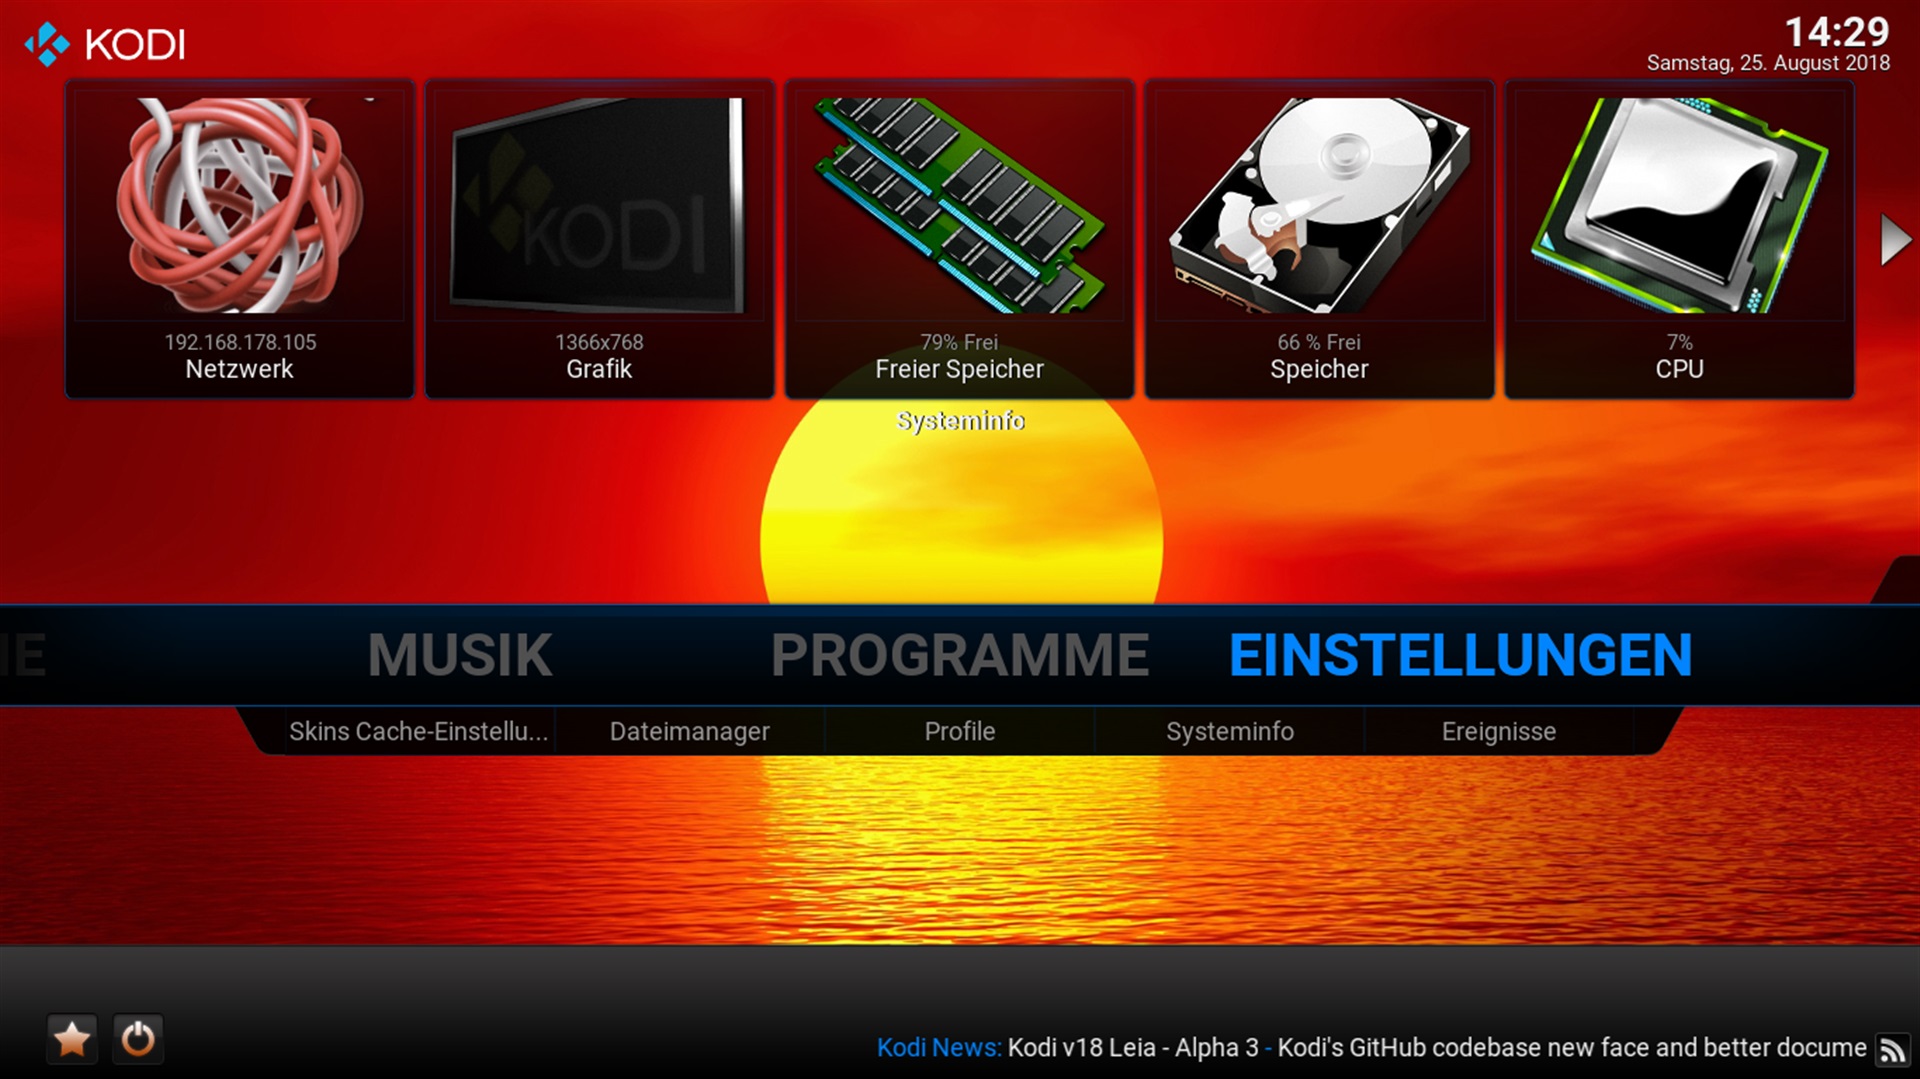 KODI
14:29
Samstag, 25. August 2018
KODI
192.168.178.105
Netzwerk
1366x768
Grafik
79% Frei
Freier Speicher
66 % Frei
Speicher
7%
CPU
Systeminfo
MUSIK PROGRAMME EINSTELLUNGEN
Skins Cache-Einstellu... Dateimanager Profile Systeminfo Ereignisse
Kodi News: Kodi v18 Leia - Alpha 3 - Kodi's GitHub codebase new face and better docume